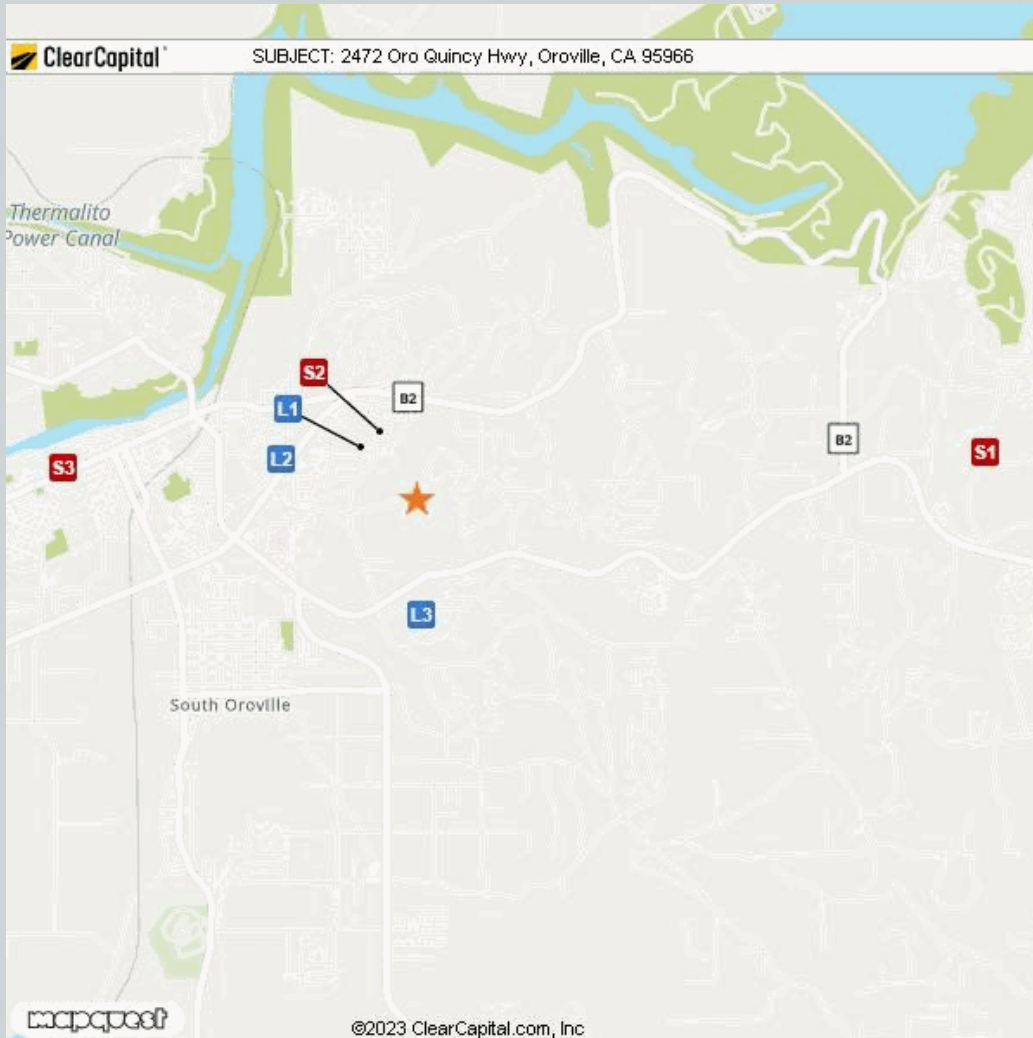 ClearCapital
SUBJECT: 2472 Oro Quincy Hwy, Oroville, CA 95966
Thermalito
Power Canal
S2
L1
B2
L2
S3
B2
S1
L3
South Oroville
mapquest
©2023 ClearCapital.com, Inc